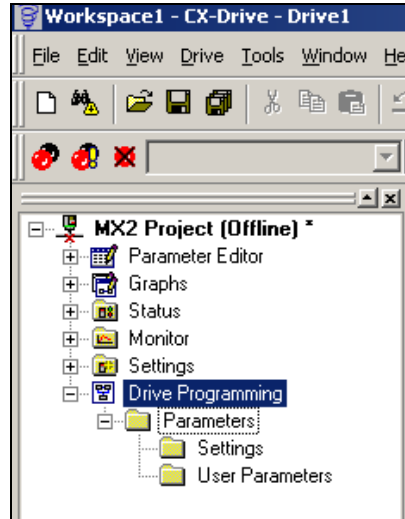 Workspace1 - CX-Drive - Drive1
File Edit View Drive Tools Window He
MX2 Project (Offline) *
Parameter Editor
Graphs
Status
Monitor
Settings
Drive Programming
Parameters
Settings
User Parameters